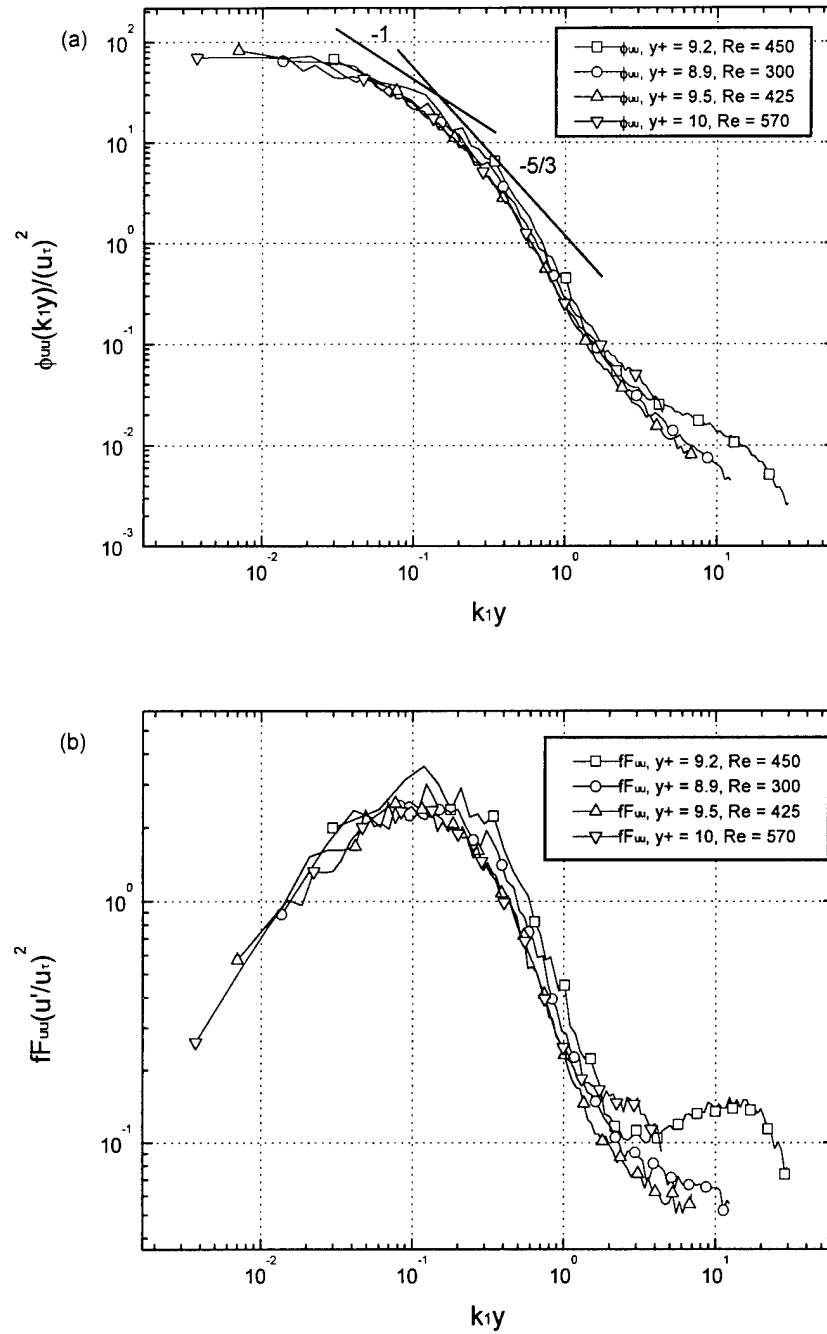 (a)
10²
10¹
10⁰
10⁻¹
10⁻²
10⁻³
ϕuu(k₁y)/(uτ)²
-1
-5/3
ϕuu, y+ = 9.2, Re = 450
ϕuu, y+ = 8.9, Re = 300
ϕuu, y+ = 9.5, Re = 425
ϕuu, y+ = 10, Re = 570
10⁻² 10⁻¹ 10⁰ 10¹
k₁y
(b)
fFuu, y+ = 9.2, Re = 450
fFuu, y+ = 8.9, Re = 300
fFuu, y+ = 9.5, Re = 425
fFuu, y+ = 10, Re = 570
10⁰
10⁻¹
fFuu(u'/uτ)²
10⁻² 10⁻¹ 10⁰ 10¹
k₁y